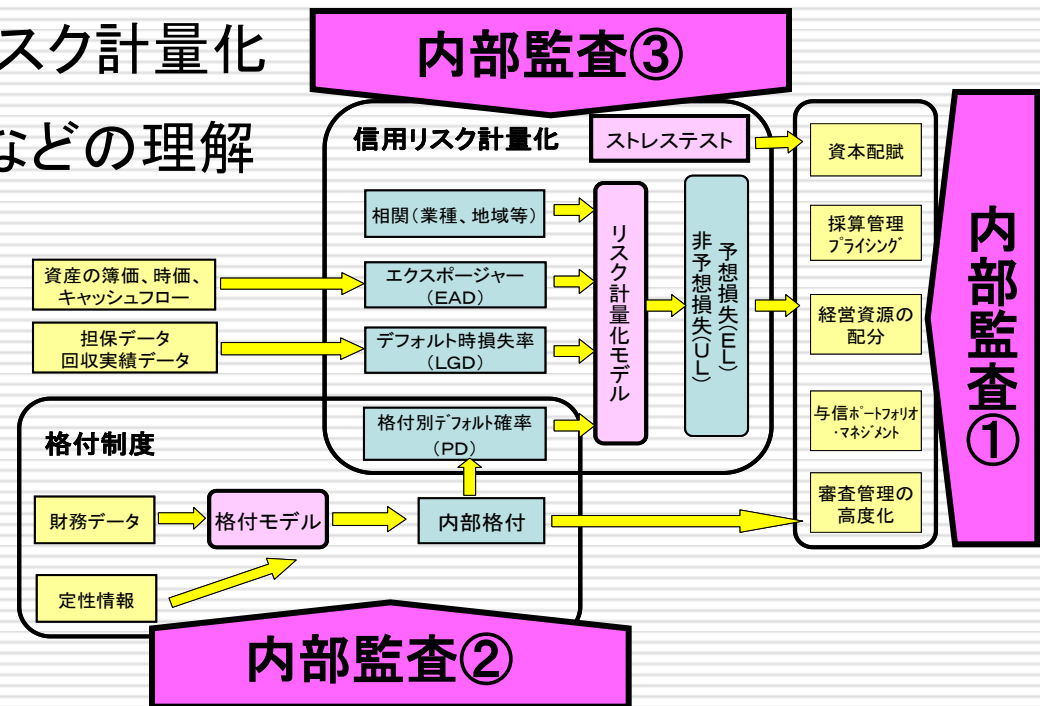 スク計量化
などの理解
内部監査③
信用リスク計量化
ストレステスト
資本配賦
相関(業種、地域等)
採算管理
プライシング
資産の簿価、時価、
キャッシュフロー
エクスポージャー
(EAD)
リスク計量化モデル
予想損失(EL)
非予想損失(UL)
経営資源の
配分
担保データ
回収実績データ
デフォルト時損失率
(LGD)
内部監査①
格付制度
格付別デフォルト確率
(PD)
与信ポートフォリオ
・マネジメント
財務データ
格付モデル
内部格付
審査管理の
高度化
定性情報
内部監査②